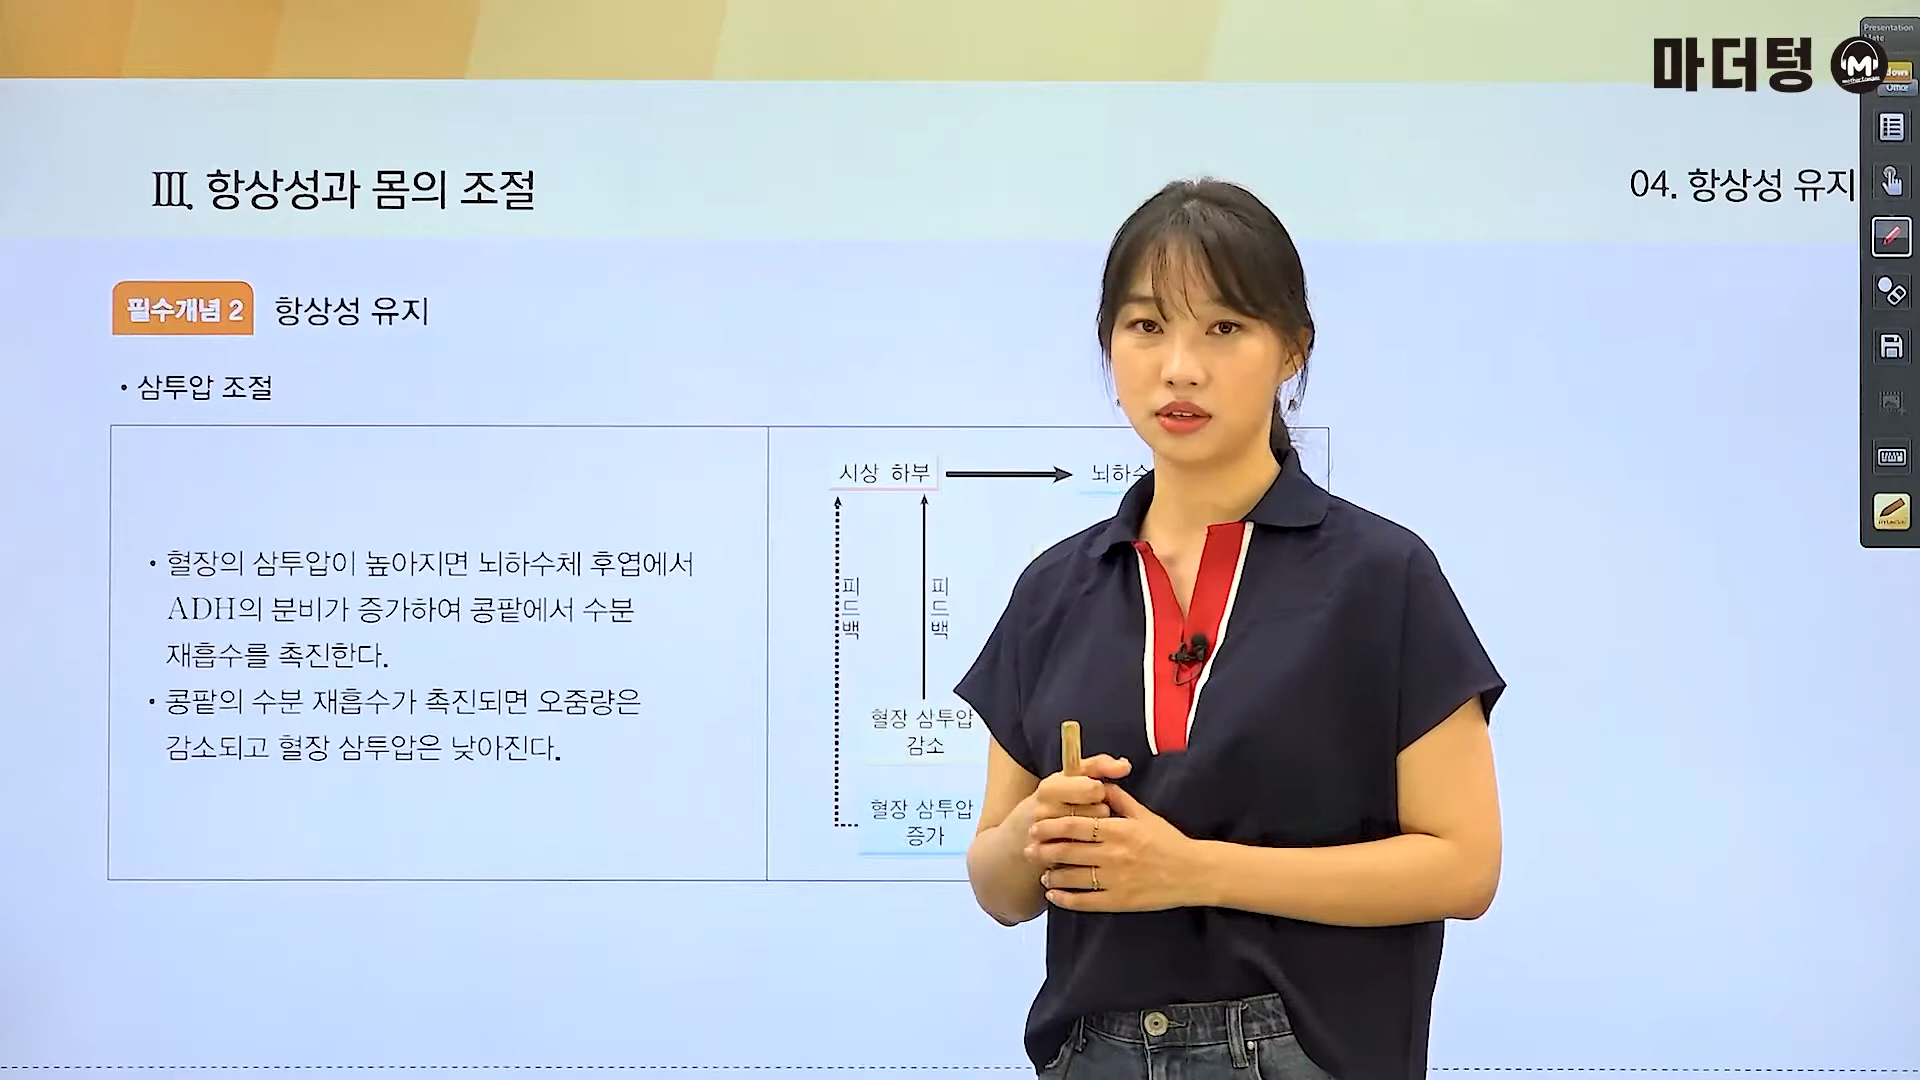 마더텅
Presentation
Mate
Office
Ⅲ. 항상성과 몸의 조절
04. 항상성 유지
필수개념 2
항상성 유지
• 삼투압 조절
• 혈장의 삼투압이 높아지면 뇌하수체 후엽에서
ADH의 분비가 증가하여 콩팥에서 수분
재흡수를 촉진한다.
• 콩팥의 수분 재흡수가 촉진되면 오줌량은
감소되고 혈장 삼투압은 낮아진다.
시상 하부
뇌하수
피드백
피드백
혈장 삼투압
감소
혈장 삼투압
증가